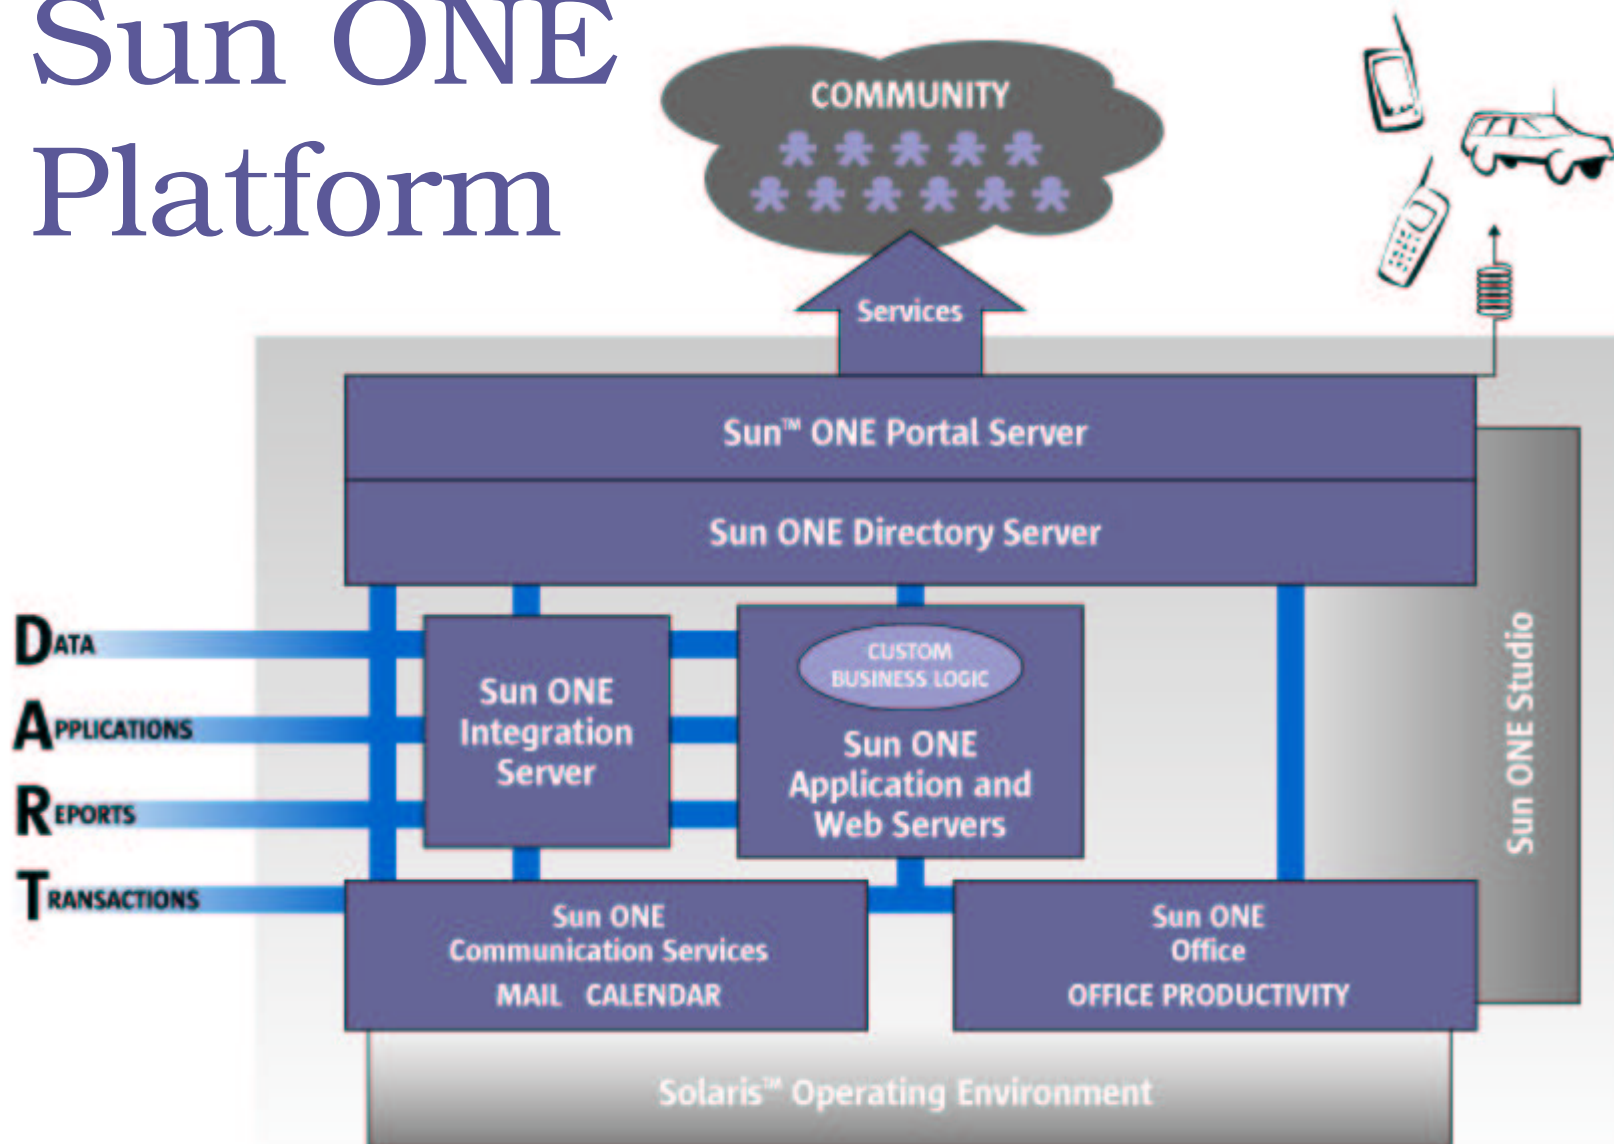 Sun ONE
Platform
COMMUNITY
Services
Sun™ ONE Portal Server
Sun ONE Directory Server
DATA
APPLICATIONS
REPORTS
TRANSACTIONS
Sun ONE
Integration
Server
CUSTOM
BUSINESS LOGIC
Sun ONE
Application and
Web Servers
Sun ONE Studio
Sun ONE
Communication Services
MAIL CALENDAR
Sun ONE
Office
OFFICE PRODUCTIVITY
Solaris™ Operating Environment